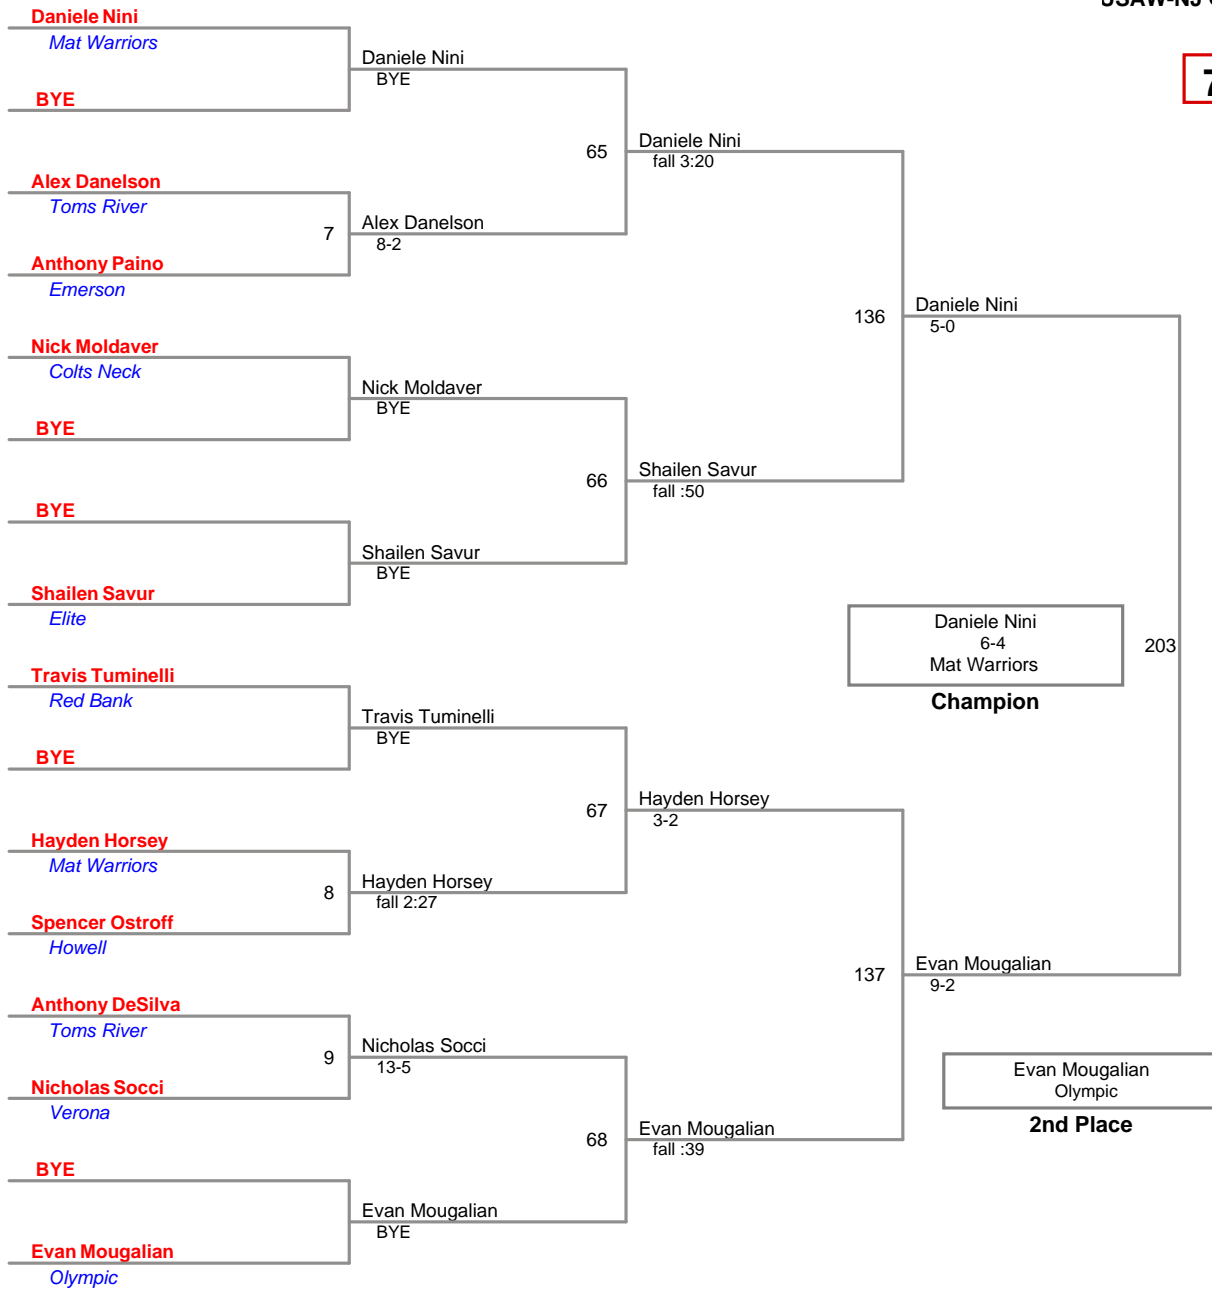 USAW-NJ
7
Daniele Nini
Mat Warriors
BYE
Daniele Nini
BYE
65
Daniele Nini
fall 3:20
Alex Danelson
Toms River
7
Alex Danelson
8-2
Anthony Paino
Emerson
136
Daniele Nini
5-0
Nick Moldaver
Colts Neck
Nick Moldaver
BYE
BYE
66
Shailen Savur
fall :50
BYE
Shailen Savur
BYE
Shailen Savur
Elite
Daniele Nini
6-4
Mat Warriors
Champion
203
Travis Tuminelli
Red Bank
Travis Tuminelli
BYE
BYE
67
Hayden Horsey
3-2
Hayden Horsey
Mat Warriors
8
Hayden Horsey
fall 2:27
Spencer Ostroff
Howell
137
Evan Mougalian
9-2
Anthony DeSilva
Toms River
9
Nicholas Socci
13-5
Nicholas Socci
Verona
Evan Mougalian
Olympic
2nd Place
68
Evan Mougalian
fall :39
BYE
Evan Mougalian
BYE
Evan Mougalian
Olympic